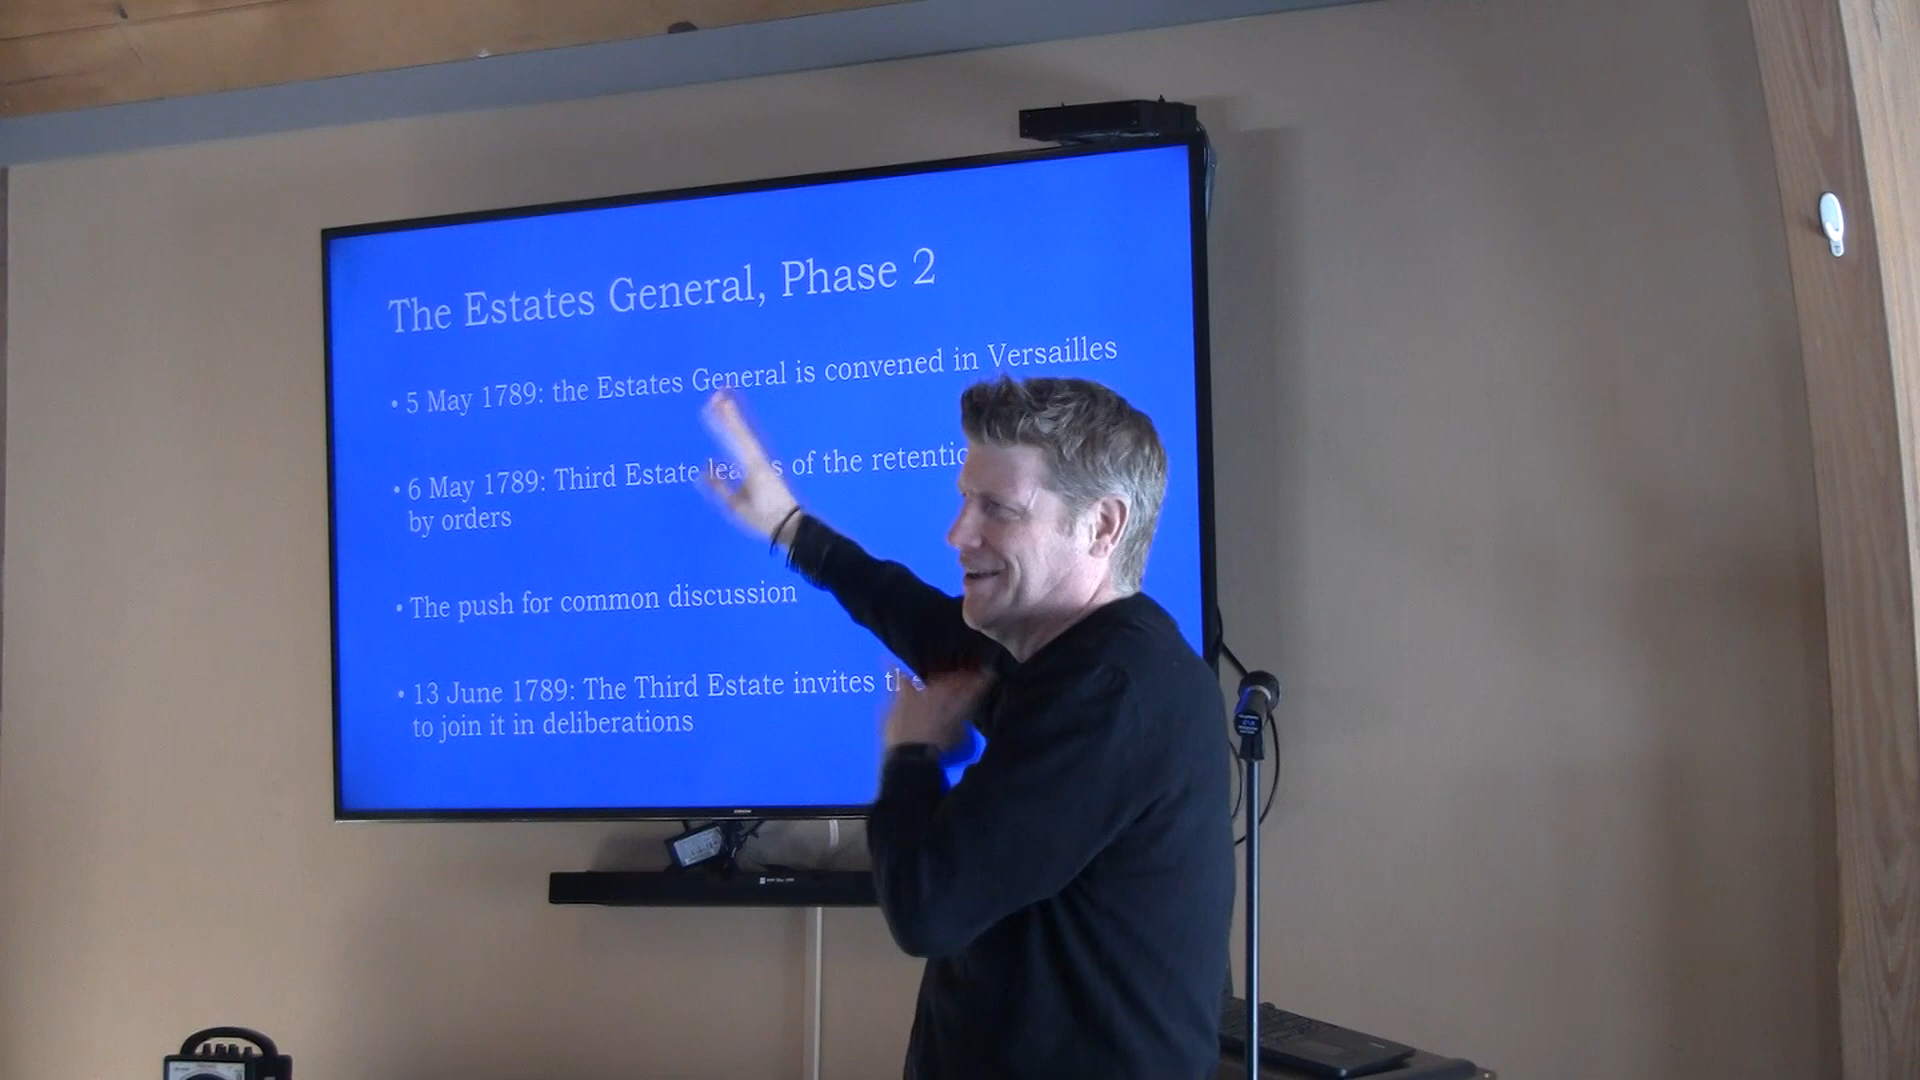 The Estates General, Phase 2
• 5 May 1789: the Estates General is convened in Versailles
• 6 May 1789: Third Estate of the
by orders
• The push for common discussion
• 13 June 1789: The Third Estate invites
to join it in deliberations